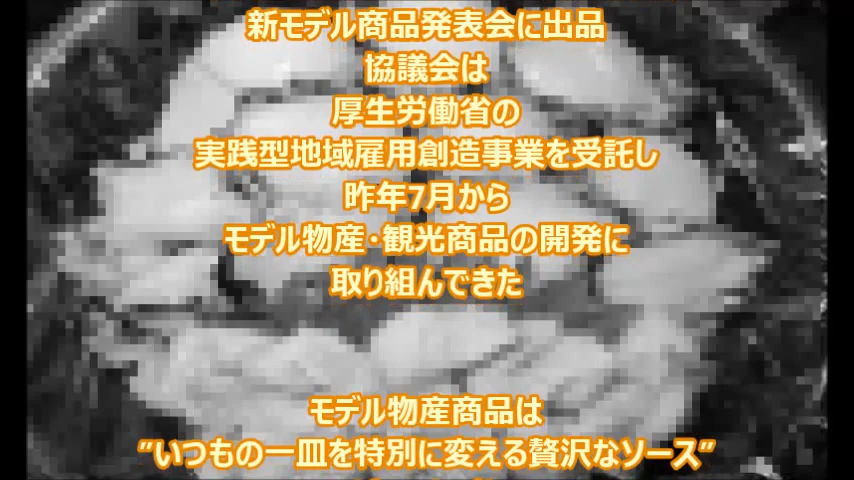 新モデル商品発表会に出品
協議会は
厚生労働省の
実践型地域雇用創造事業を受託し
昨年7月から
モデル物産・観光商品の開発に
取り組んできた
モデル物産商品は
"いつもの一皿を特別に変える贅沢なソース"